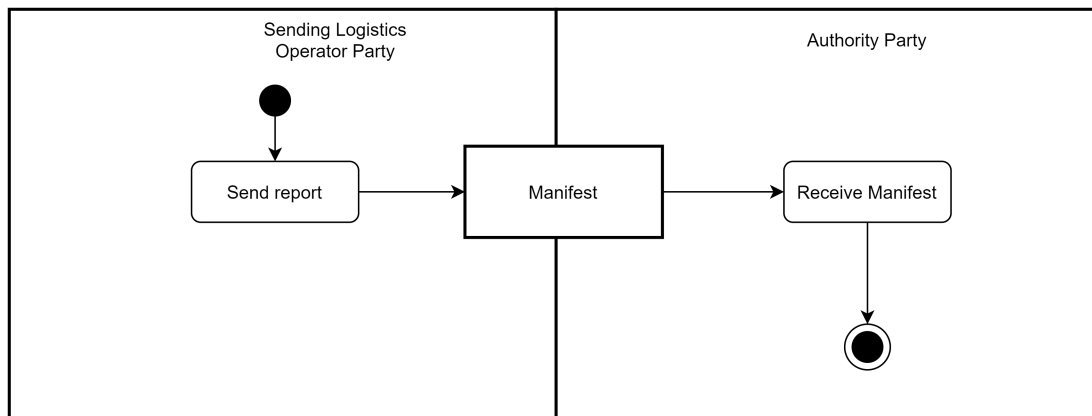 Sending Logistics
Operator Party
Authority Party
Send report
Manifest
Receive Manifest